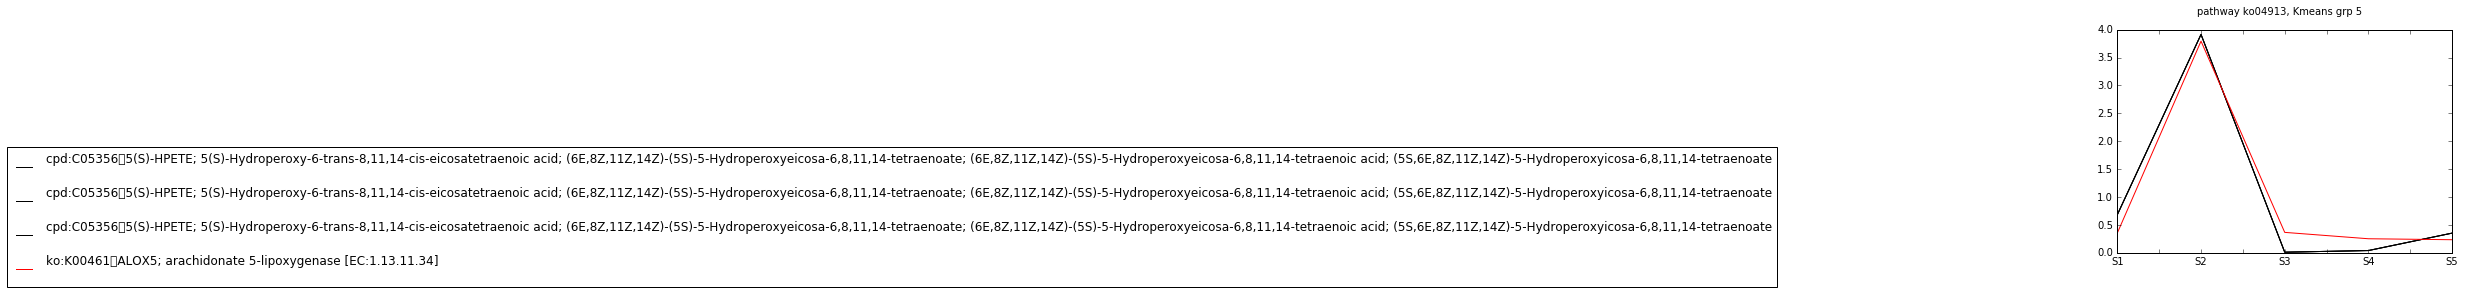 pathway ko04913, Kmeans grp 5
4.0
3.5
3.0
2.5
2.0
1.5
1.0
0.5
0.0
S1 S2 S3 S4 S5
cpd:C05356▯5(S)-HPETE; 5(S)-Hydroperoxy-6-trans-8,11,14-cis-eicosatetraenoic acid; (6E,8Z,11Z,14Z)-(5S)-5-Hydroperoxyeicosa-6,8,11,14-tetraenoate; (6E,8Z,11Z,14Z)-(5S)-5-Hydroperoxyeicosa-6,8,11,14-tetraenoic acid; (5S,6E,8Z,11Z,14Z)-5-Hydroperoxyicosa-6,8,11,14-tetraenoate
cpd:C05356▯5(S)-HPETE; 5(S)-Hydroperoxy-6-trans-8,11,14-cis-eicosatetraenoic acid; (6E,8Z,11Z,14Z)-(5S)-5-Hydroperoxyeicosa-6,8,11,14-tetraenoate; (6E,8Z,11Z,14Z)-(5S)-5-Hydroperoxyeicosa-6,8,11,14-tetraenoic acid; (5S,6E,8Z,11Z,14Z)-5-Hydroperoxyicosa-6,8,11,14-tetraenoate
cpd:C05356▯5(S)-HPETE; 5(S)-Hydroperoxy-6-trans-8,11,14-cis-eicosatetraenoic acid; (6E,8Z,11Z,14Z)-(5S)-5-Hydroperoxyeicosa-6,8,11,14-tetraenoate; (6E,8Z,11Z,14Z)-(5S)-5-Hydroperoxyeicosa-6,8,11,14-tetraenoic acid; (5S,6E,8Z,11Z,14Z)-5-Hydroperoxyicosa-6,8,11,14-tetraenoate
ko:K00461▯ALOX5; arachidonate 5-lipoxygenase [EC:1.13.11.34]